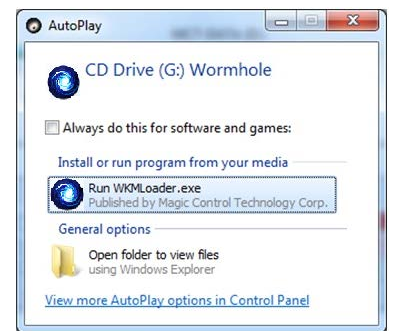 AutoPlay
CD Drive (G:) Wormhole
Always do this for software and games:
Install or run program from your media
Run WKMLoader.exe
Published by Magic Control Technology Corp.
General options
Open folder to view files
using Windows Explorer
View more AutoPlay options in Control Panel